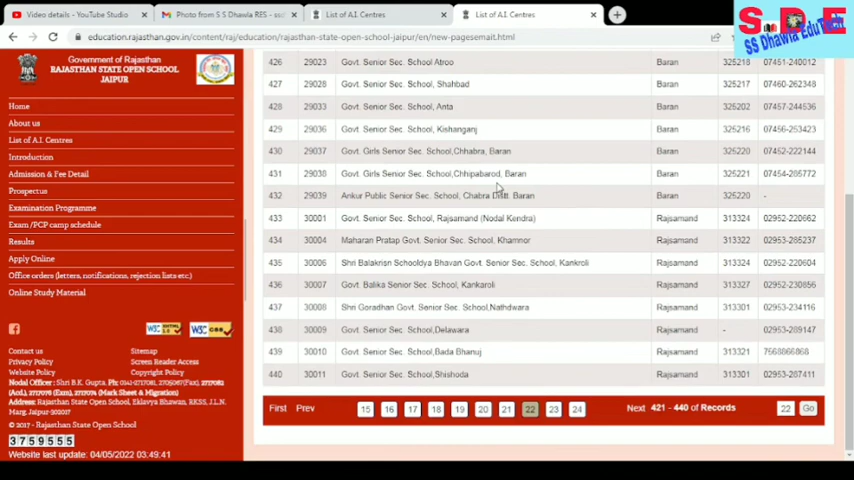 Video details - YouTube Studio
Photo from S S Dhawla RES - sso
List of A.I. Centres
List of A.I. Centres
education.rajasthan.gov.in/content/raj/education/rajasthan-state-open-school-jaipur/en/new-pagesemait.html
SDE
SS Dhawla EduTech
Government of Rajasthan
RAJASTHAN STATE OPEN SCHOOL
JAIPUR
Home
About us
List of A.I. Centres
Introduction
Admission & Fee Detail
Prospectus
Examination Programme
Exam /PCP camp schedule
Results
Apply Online
Office orders (letters, notifications, rejection lists etc.)
Online Study Material
Contact us Sitemap
Privacy Policy Screen Reader Access
Website Policy Copyright Policy
Nodal Officer : Shri B.K. Gupta,
Address: Rajasthan State Open School, Eklavya Bhawan, RKSS, J.L.N.
Marg, Jaipur-302017
© 2017 - Rajasthan State Open School
3759555
Website last update: 04/05/2022 03:49:41
426 29023 Govt. Senior Sec. School Atroo Baran 325218 07451-240012
427 29028 Govt. Senior Sec. School, Shahbad Baran 325217 07460-262348
428 29033 Govt. Senior Sec. School, Anta Baran 325202 07457-244536
429 29036 Govt. Senior Sec. School, Kishanganj Baran 325216 07456-253423
430 29037 Govt. Girls Senior Sec. School,Chhabra, Baran Baran 325220 07452-222144
431 29038 Govt. Girls Senior Sec. School,Chhipabarod, Baran Baran 325221 07454-285772
432 29039 Ankur Public Senior Sec. School, Chabra Distt. Baran Baran 325220 -
433 30001 Govt. Senior Sec. School, Rajsamand (Nodal Kendra) Rajsamand 313324 02952-220662
434 30004 Maharan Pratap Govt. Senior Sec. School, Khamnor Rajsamand 313322 02953-285237
435 30006 Shri Balakrisn Schooldya Bhavan Govt. Senior Sec. School, Kankroli Rajsamand 313324 02952-220604
436 30007 Govt. Balika Senior Sec. School, Kankaroli Rajsamand 313327 02952-230856
437 30008 Shri Goradhan Govt. Senior Sec. School,Nathdwara Rajsamand 313301 02953-234116
438 30009 Govt. Senior Sec. School,Delawara Rajsamand - 02953-289147
439 30010 Govt. Senior Sec. School,Bada Bhanuj Rajsamand 313321 7568866868
440 30011 Govt. Senior Sec. School,Shishoda Rajsamand 313301 02953-287411
First Prev 15 16 17 18 19 20 21 22 23 24 Next 421 - 440 of Records 22 Go